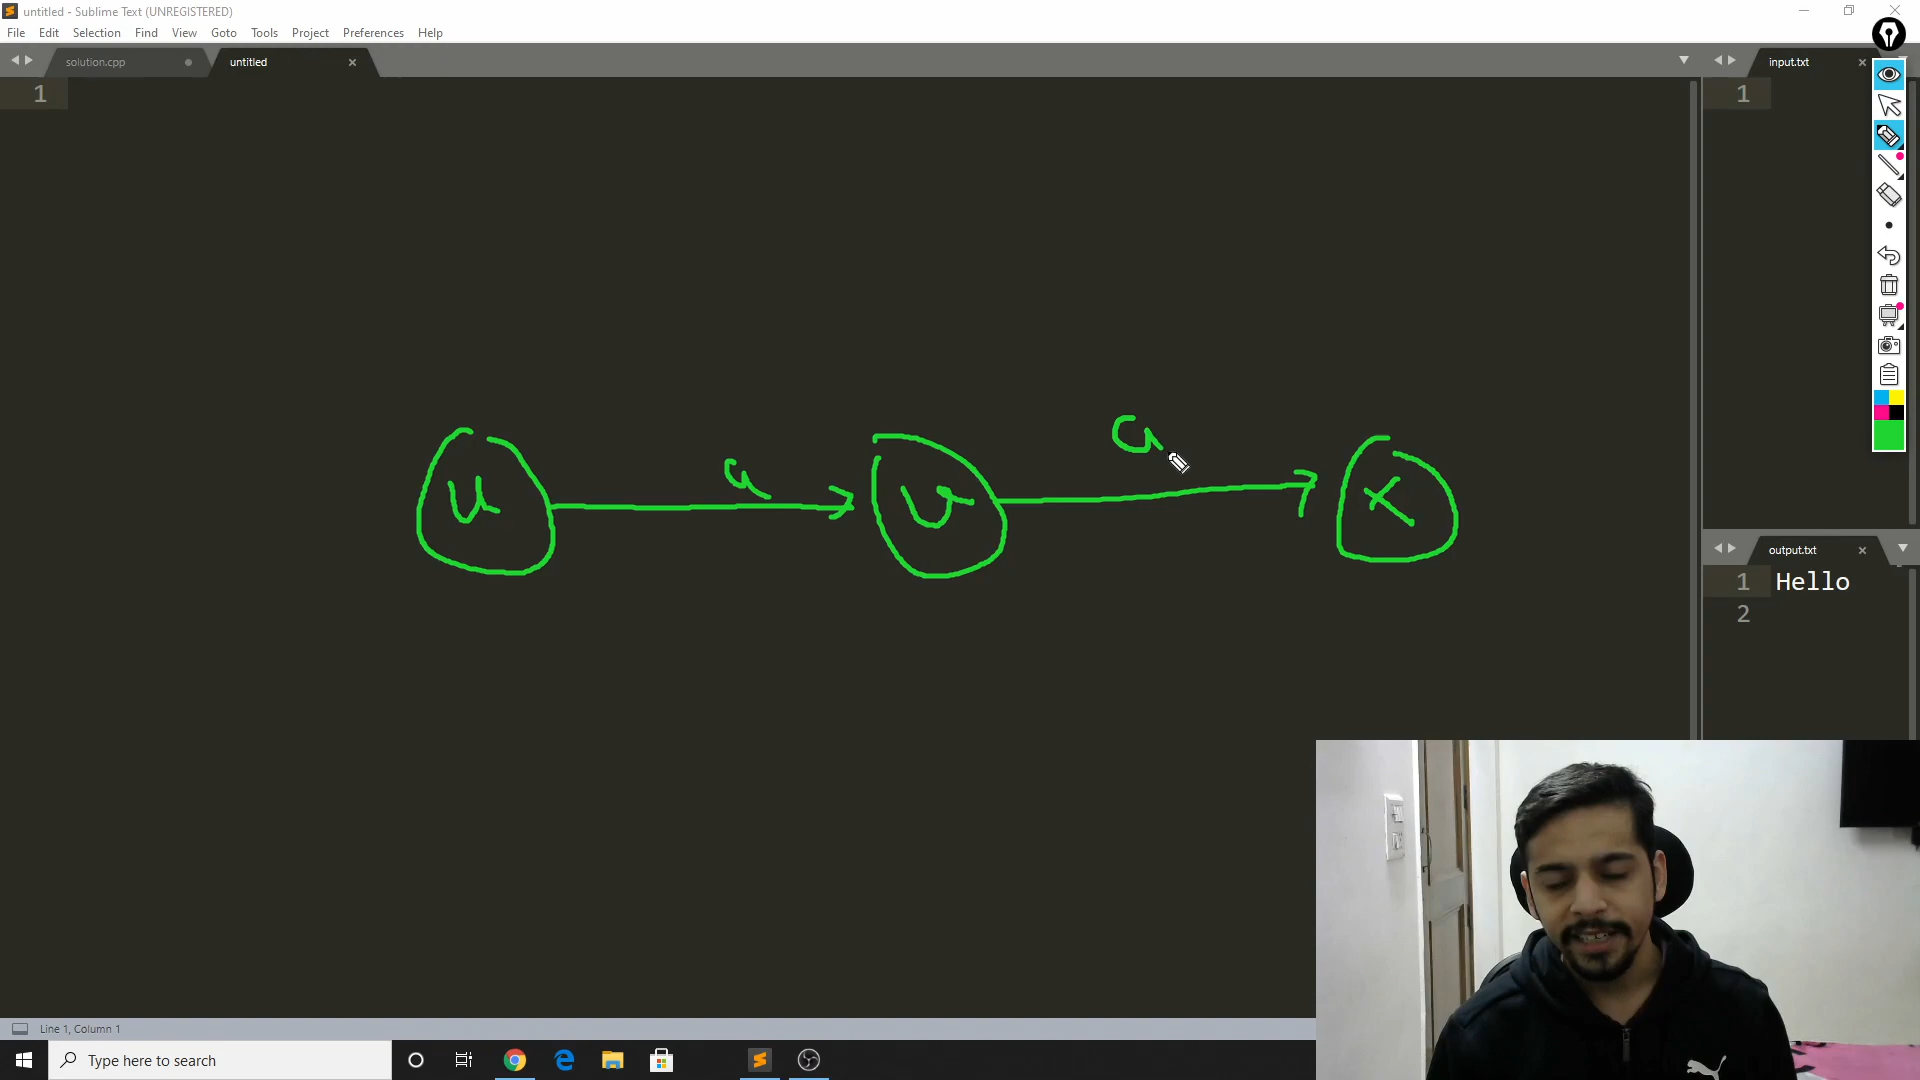 untitled - Sublime Text (UNREGISTERED)
File Edit Selection Find View Goto Tools Project Preferences Help
solution.cpp
untitled
input.txt
1
1
a
a
u
v
x
output.txt
1 Hello
2
Line 1, Column 1
Type here to search